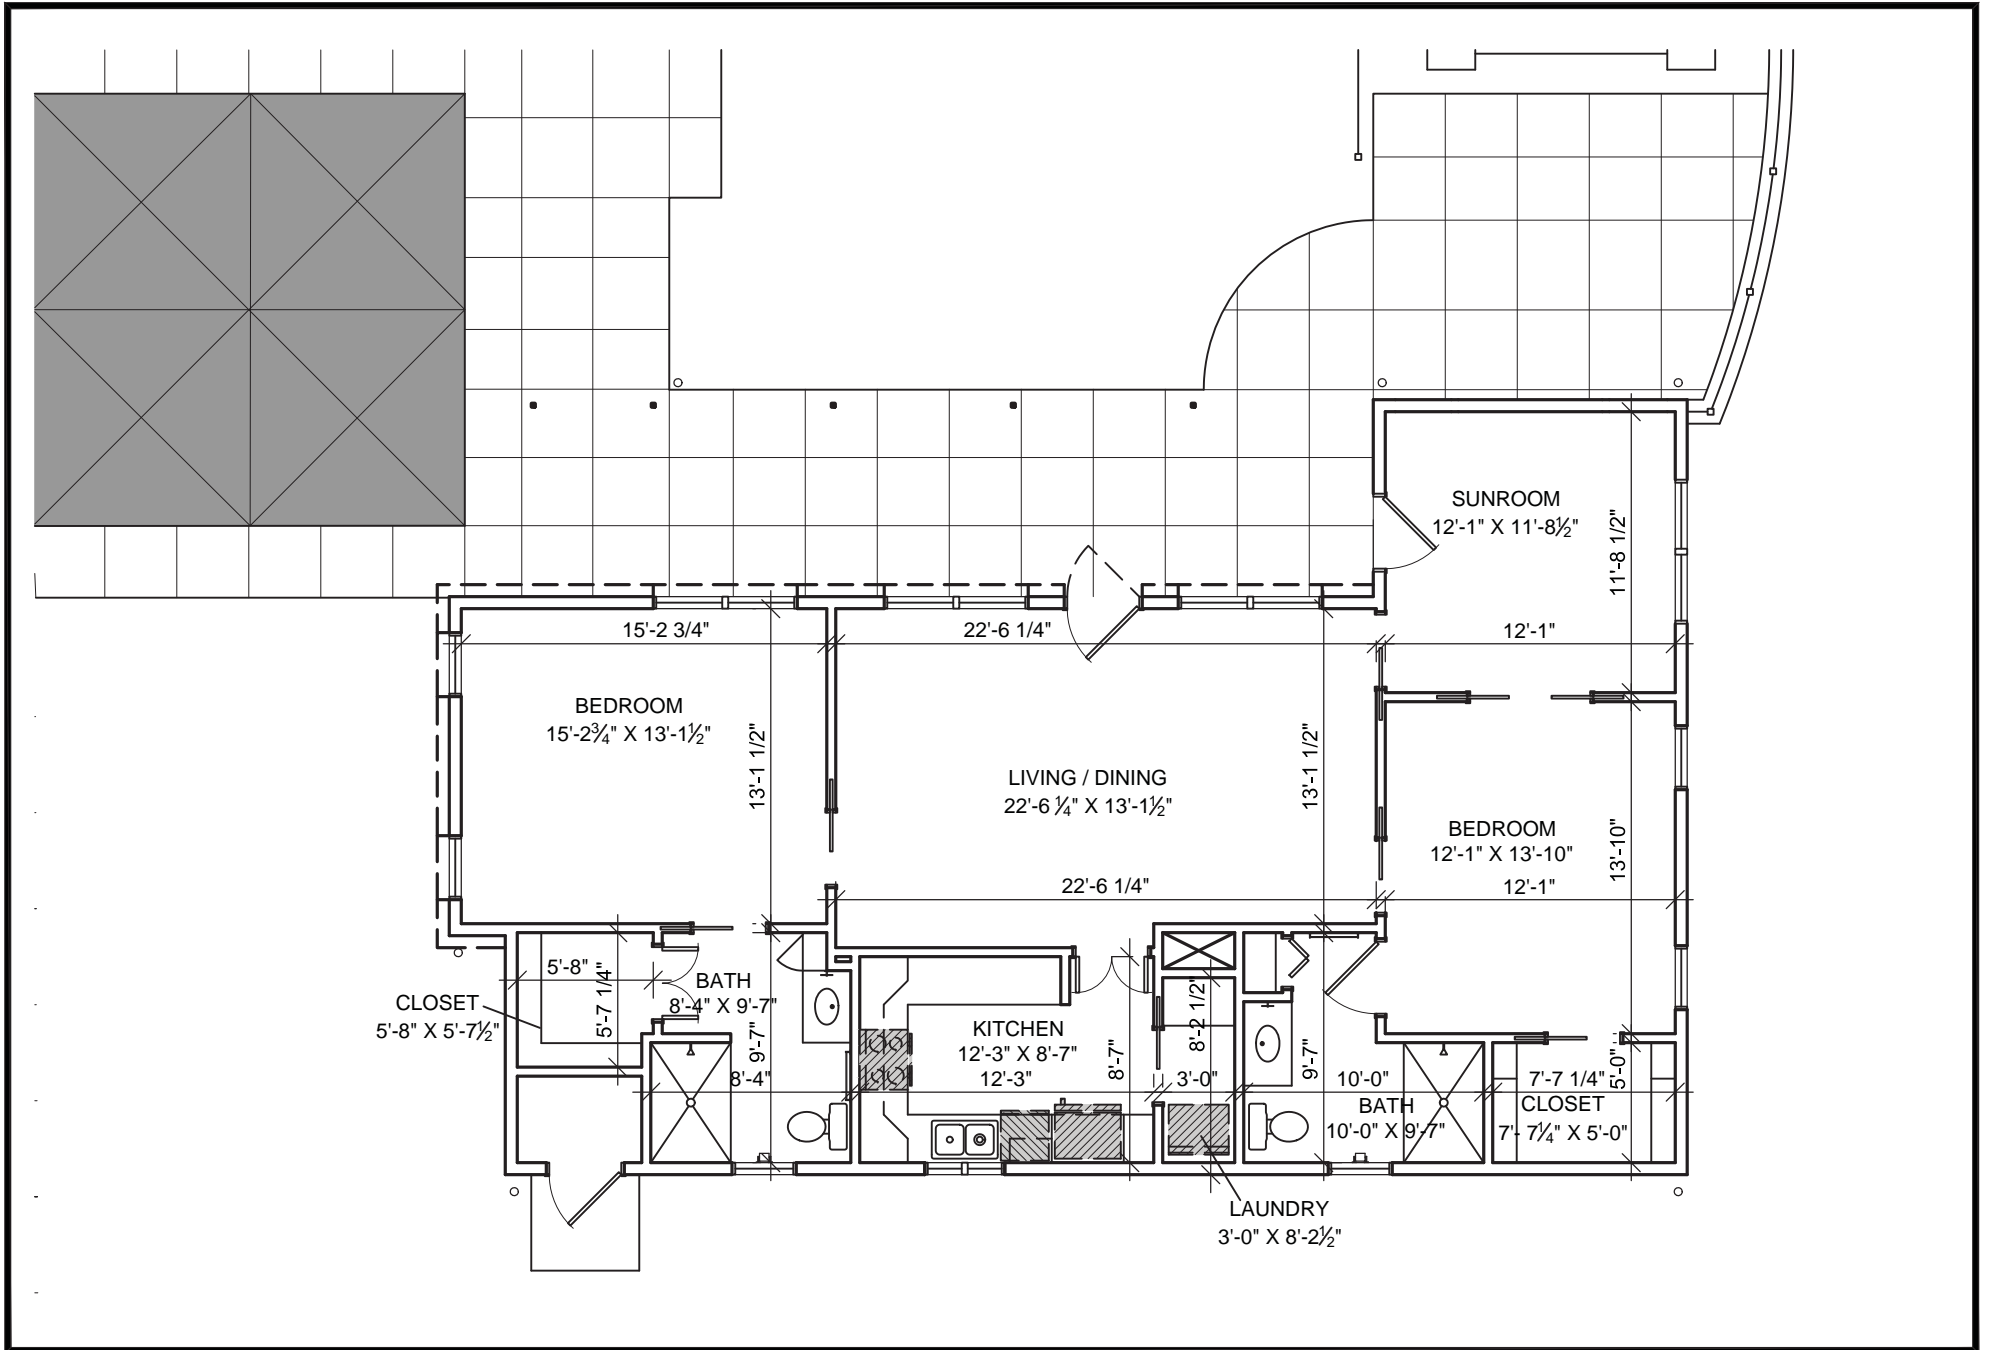 SUNROOM
12'-1" X 11'-8½"
11'-8 1/2"
15'-2 3/4"
22'-6 1/4"
12'-1"
BEDROOM
15'-2¾" X 13'-1½"
13'-1 1/2"
LIVING / DINING
22'-6 ¼" X 13'-1½"
13'-1 1/2"
BEDROOM
12'-1" X 13'-10"
13'-10"
22'-6 1/4"
12'-1"
5'-8"
5'-7 1/4"
CLOSET
5'-8" X 5'-7½"
BATH
8'-4" X 9'-7"
9'-7"
8'-4"
KITCHEN
12'-3" X 8'-7"
12'-3"
8'-7"
8'-2 1/2"
3'-0"
9'-7"
10'-0"
BATH
10'-0" X 9'-7"
7'-7 1/4"
5'-0"
CLOSET
7'- 7¼" X 5'-0"
LAUNDRY
3'-0" X 8'-2½"